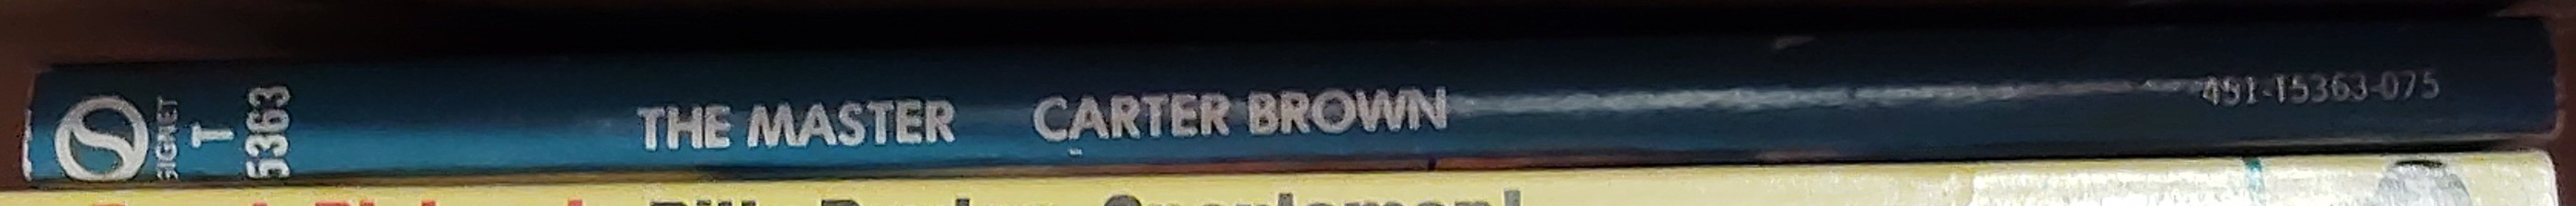 SIGNET
T
5363
THE MASTER CARTER BROWN
451-15363-075